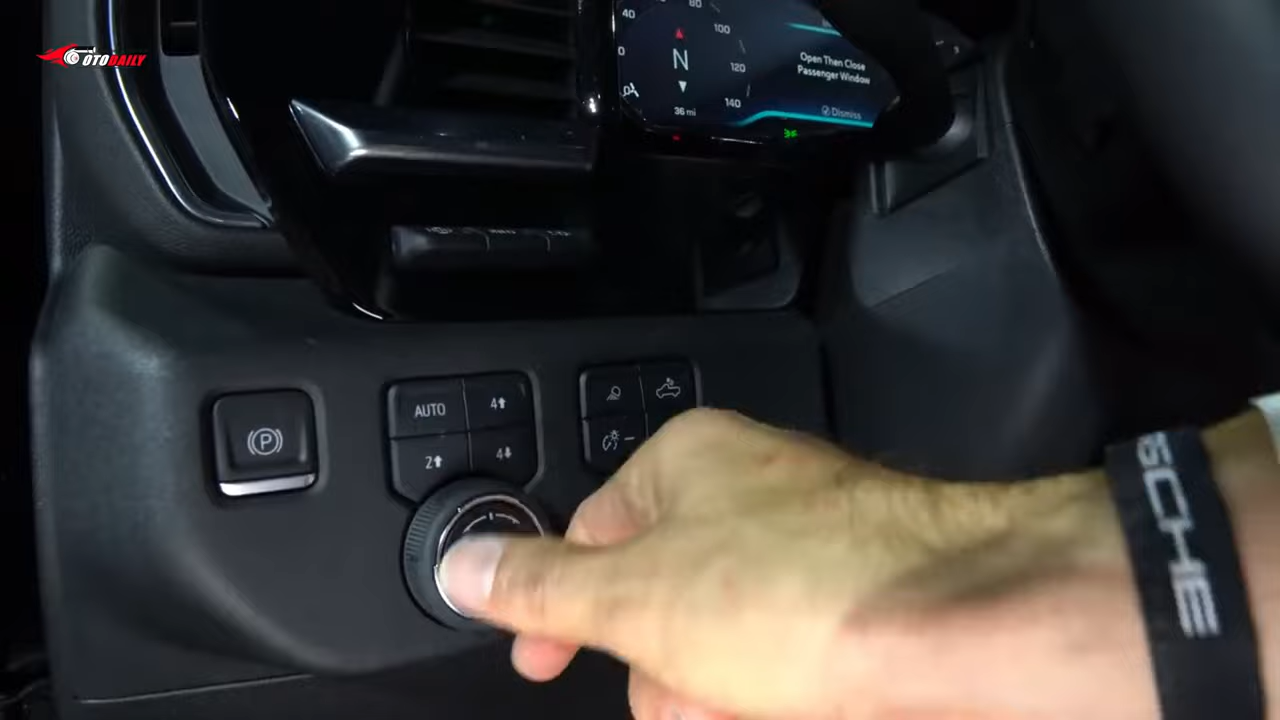 OTODAILY
40
80
100
0
N
120
140
36 mi
Open Then Close
Passenger Window
Dismiss
P
AUTO
4
2
4
SCHE